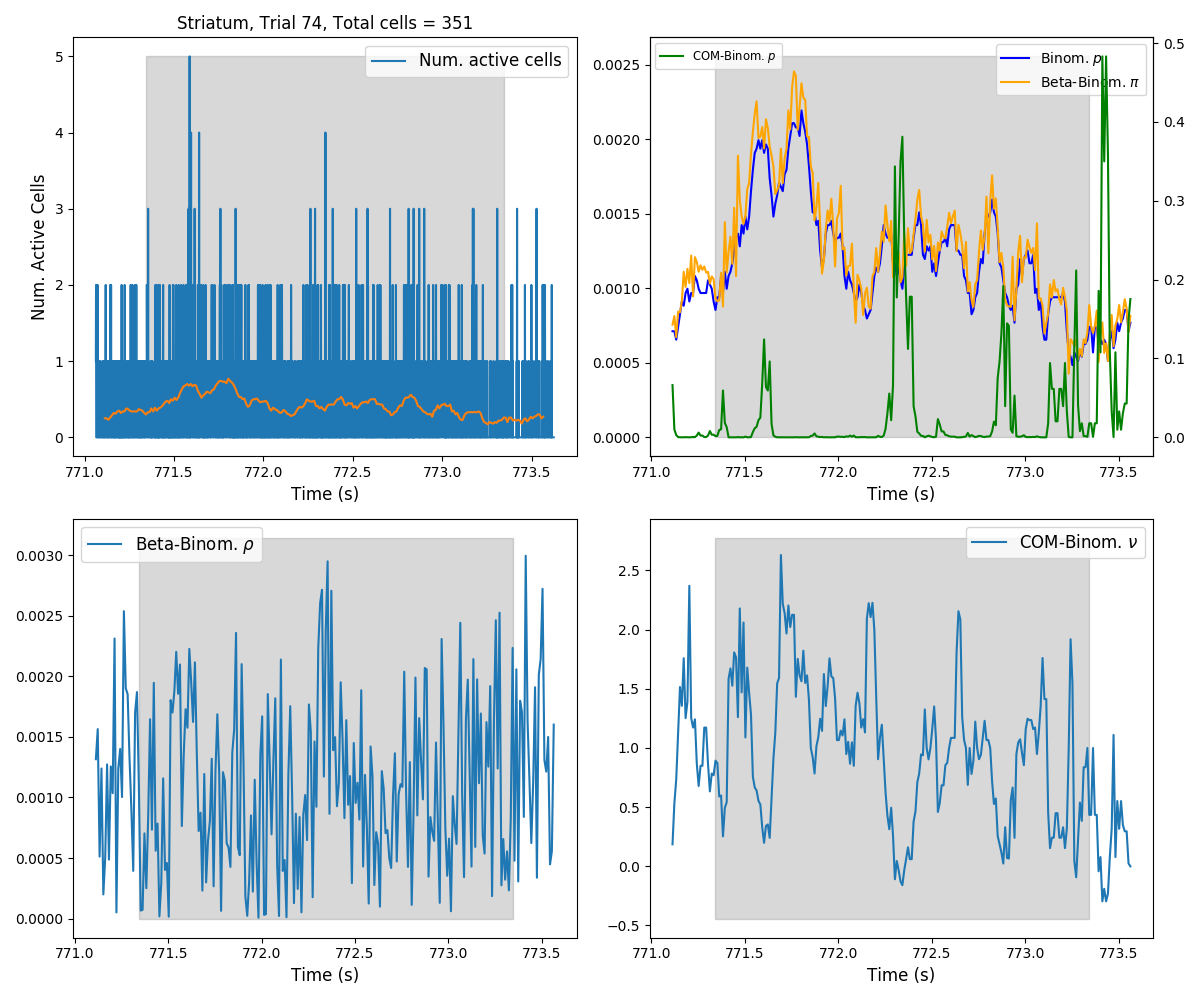 Striatum, Trial 74, Total cells = 351
Num. active cells
Num. Active Cells
5
4
3
2
1
0
771.0 771.5 772.0 772.5 773.0 773.5
Time (s)
COM-Binom. p
Binom. p
Beta-Binom. π
0.0025
0.0020
0.0015
0.0010
0.0005
0.0000
0.5
0.4
0.3
0.2
0.1
0.0
771.0 771.5 772.0 772.5 773.0 773.5
Time (s)
Beta-Binom. ρ
0.0030
0.0025
0.0020
0.0015
0.0010
0.0005
0.0000
771.0 771.5 772.0 772.5 773.0 773.5
Time (s)
COM-Binom. ν
2.5
2.0
1.5
1.0
0.5
0.0
−0.5
771.0 771.5 772.0 772.5 773.0 773.5
Time (s)